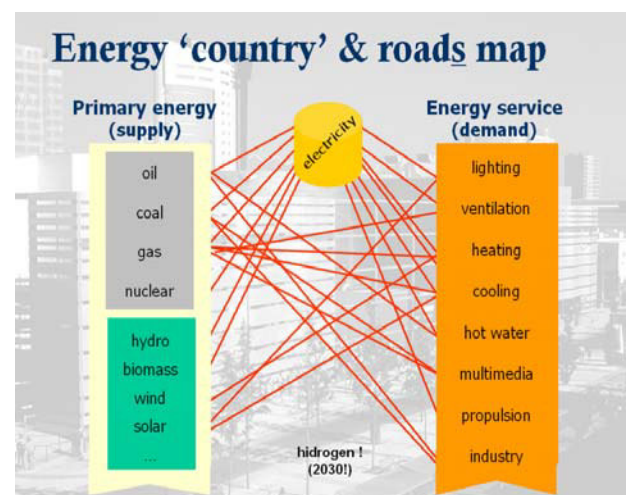 Energy ‘country’ & roads map
Primary energy
(supply)
electricity
Energy service
(demand)
oil
coal
gas
nuclear
hydro
biomass
wind
solar
...
lighting
ventilation
heating
cooling
hot water
multimedia
propulsion
industry
hidrogen !
(2030!)